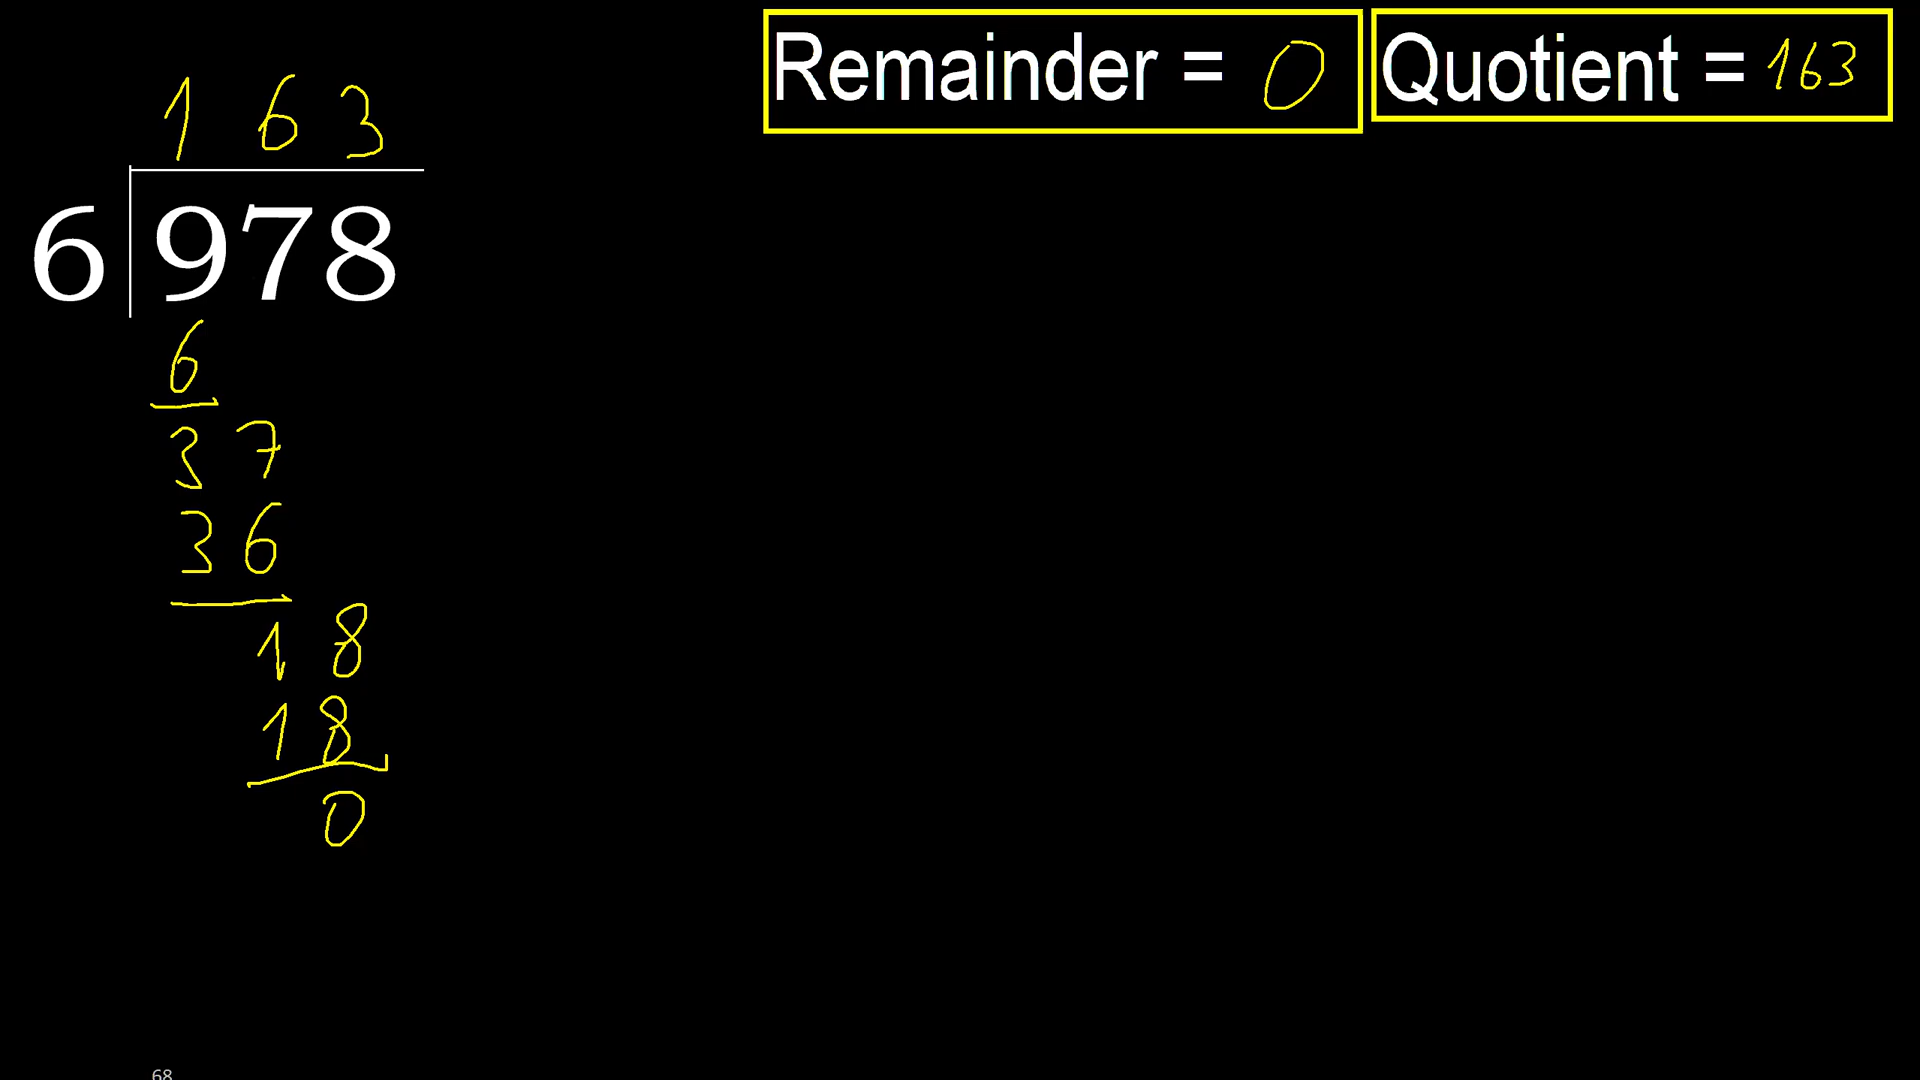 Remainder = 0
Quotient = 163
1 6 3
6 978
6
3 7
3 6
1 8
1 8
0
68